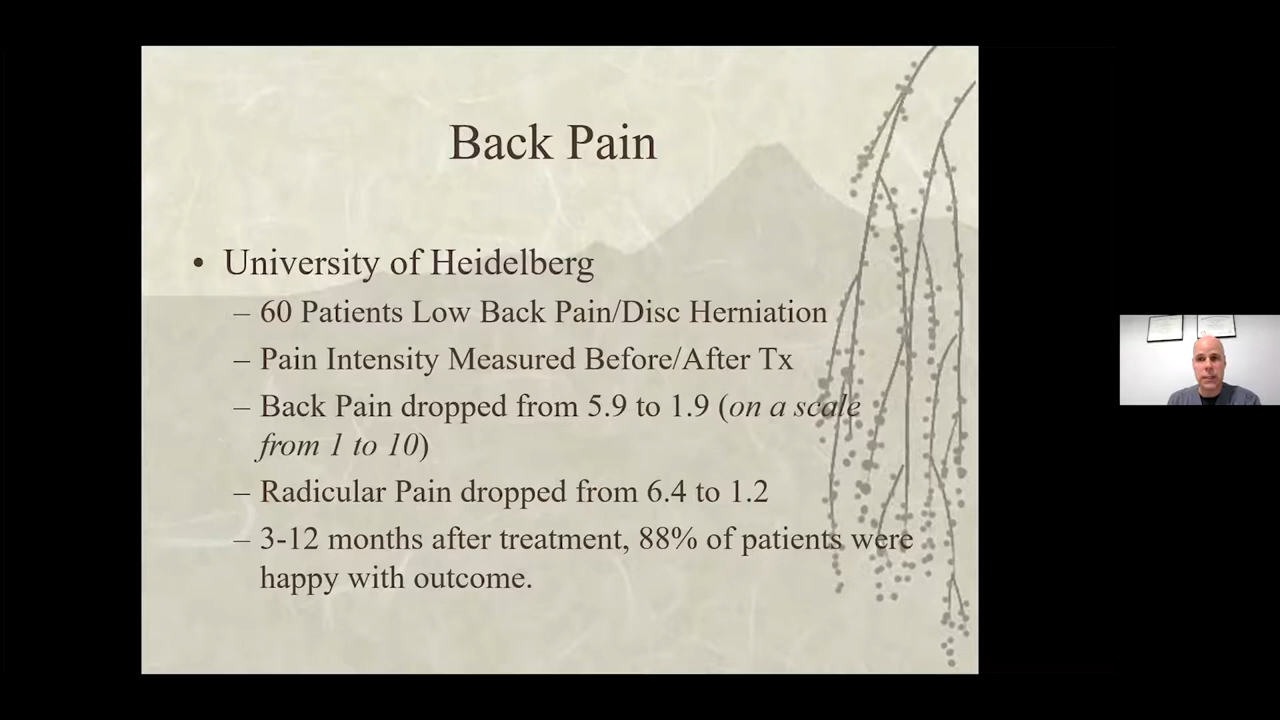 Back Pain
• University of Heidelberg
– 60 Patients Low Back Pain/Disc Herniation
– Pain Intensity Measured Before/After Tx
– Back Pain dropped from 5.9 to 1.9 (on a scale
from 1 to 10)
– Radicular Pain dropped from 6.4 to 1.2
– 3-12 months after treatment, 88% of patients were
happy with outcome.